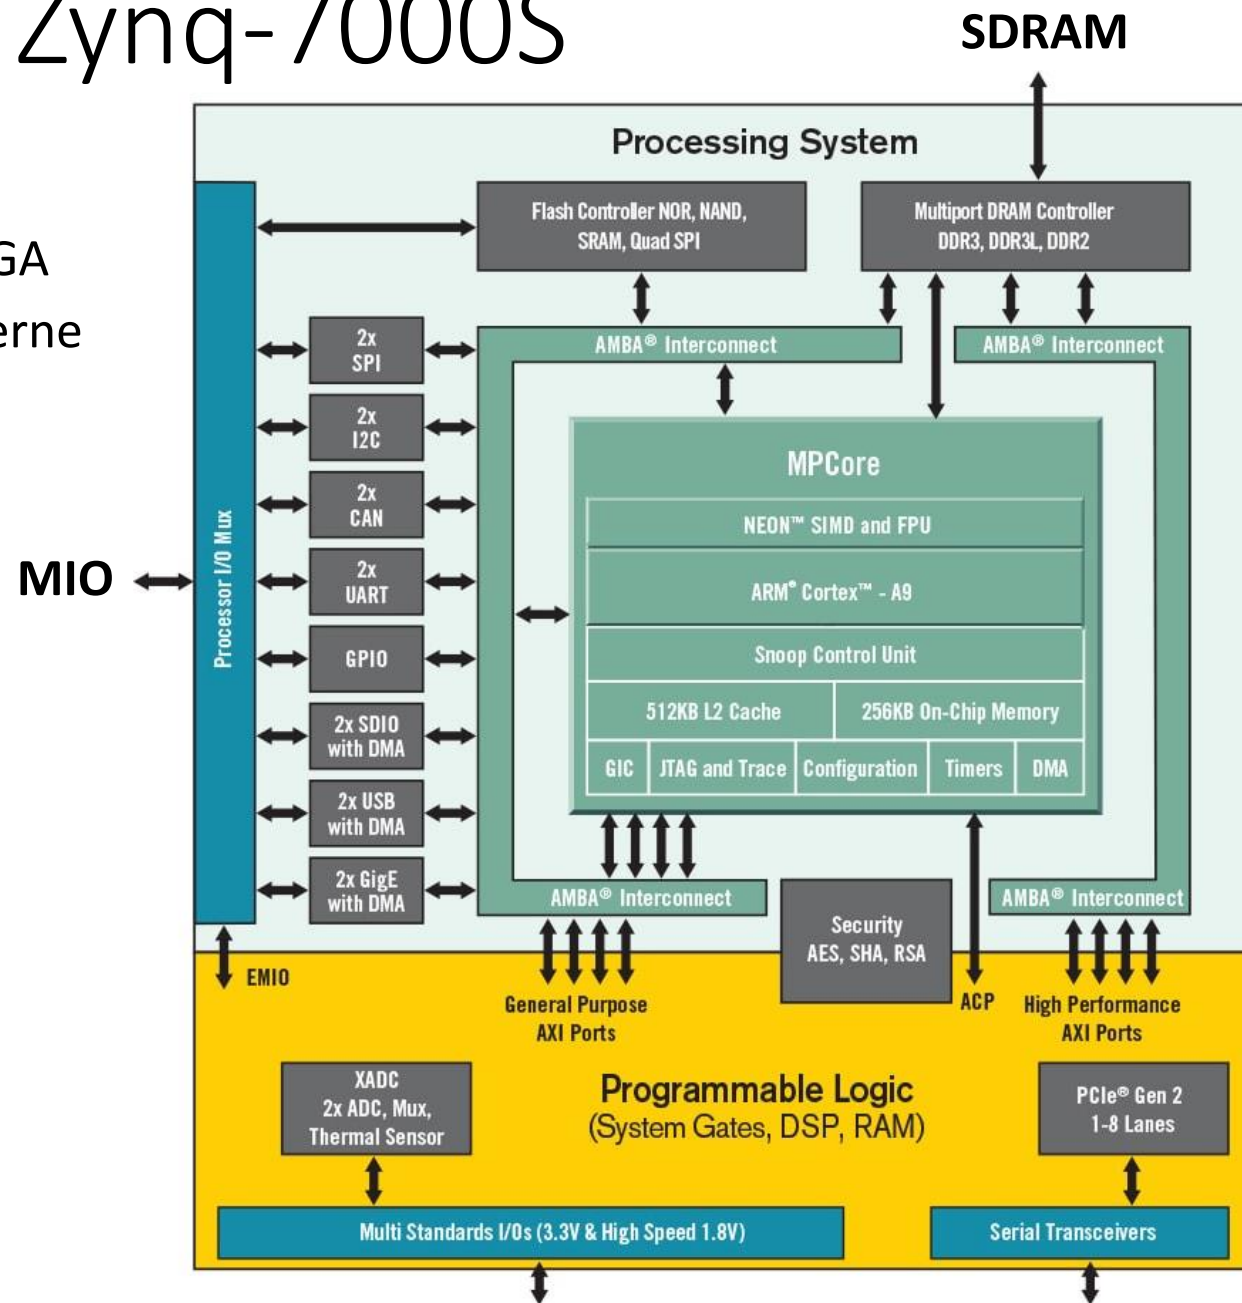 Zynq-7000S
SDRAM
GA
erne
MIO
Processing System
Flash Controller NOR, NAND,
SRAM, Quad SPI
Multiport DRAM Controller
DDR3, DDR3L, DDR2
Processor I/O Mux
2x
SPI
2x
I2C
2x
CAN
2x
UART
GPIO
2x SDIO
with DMA
2x USB
with DMA
2x GigE
with DMA
AMBA® Interconnect
AMBA® Interconnect
MPCore
NEON™ SIMD and FPU
ARM® Cortex™ - A9
Snoop Control Unit
512KB L2 Cache
256KB On-Chip Memory
GIC
JTAG and Trace
Configuration
Timers
DMA
AMBA® Interconnect
Security
AES, SHA, RSA
AMBA® Interconnect
EMIO
General Purpose
AXI Ports
ACP
High Performance
AXI Ports
XADC
2x ADC, Mux,
Thermal Sensor
Programmable Logic
(System Gates, DSP, RAM)
PCIe® Gen 2
1-8 Lanes
Multi Standards I/Os (3.3V & High Speed 1.8V)
Serial Transceivers